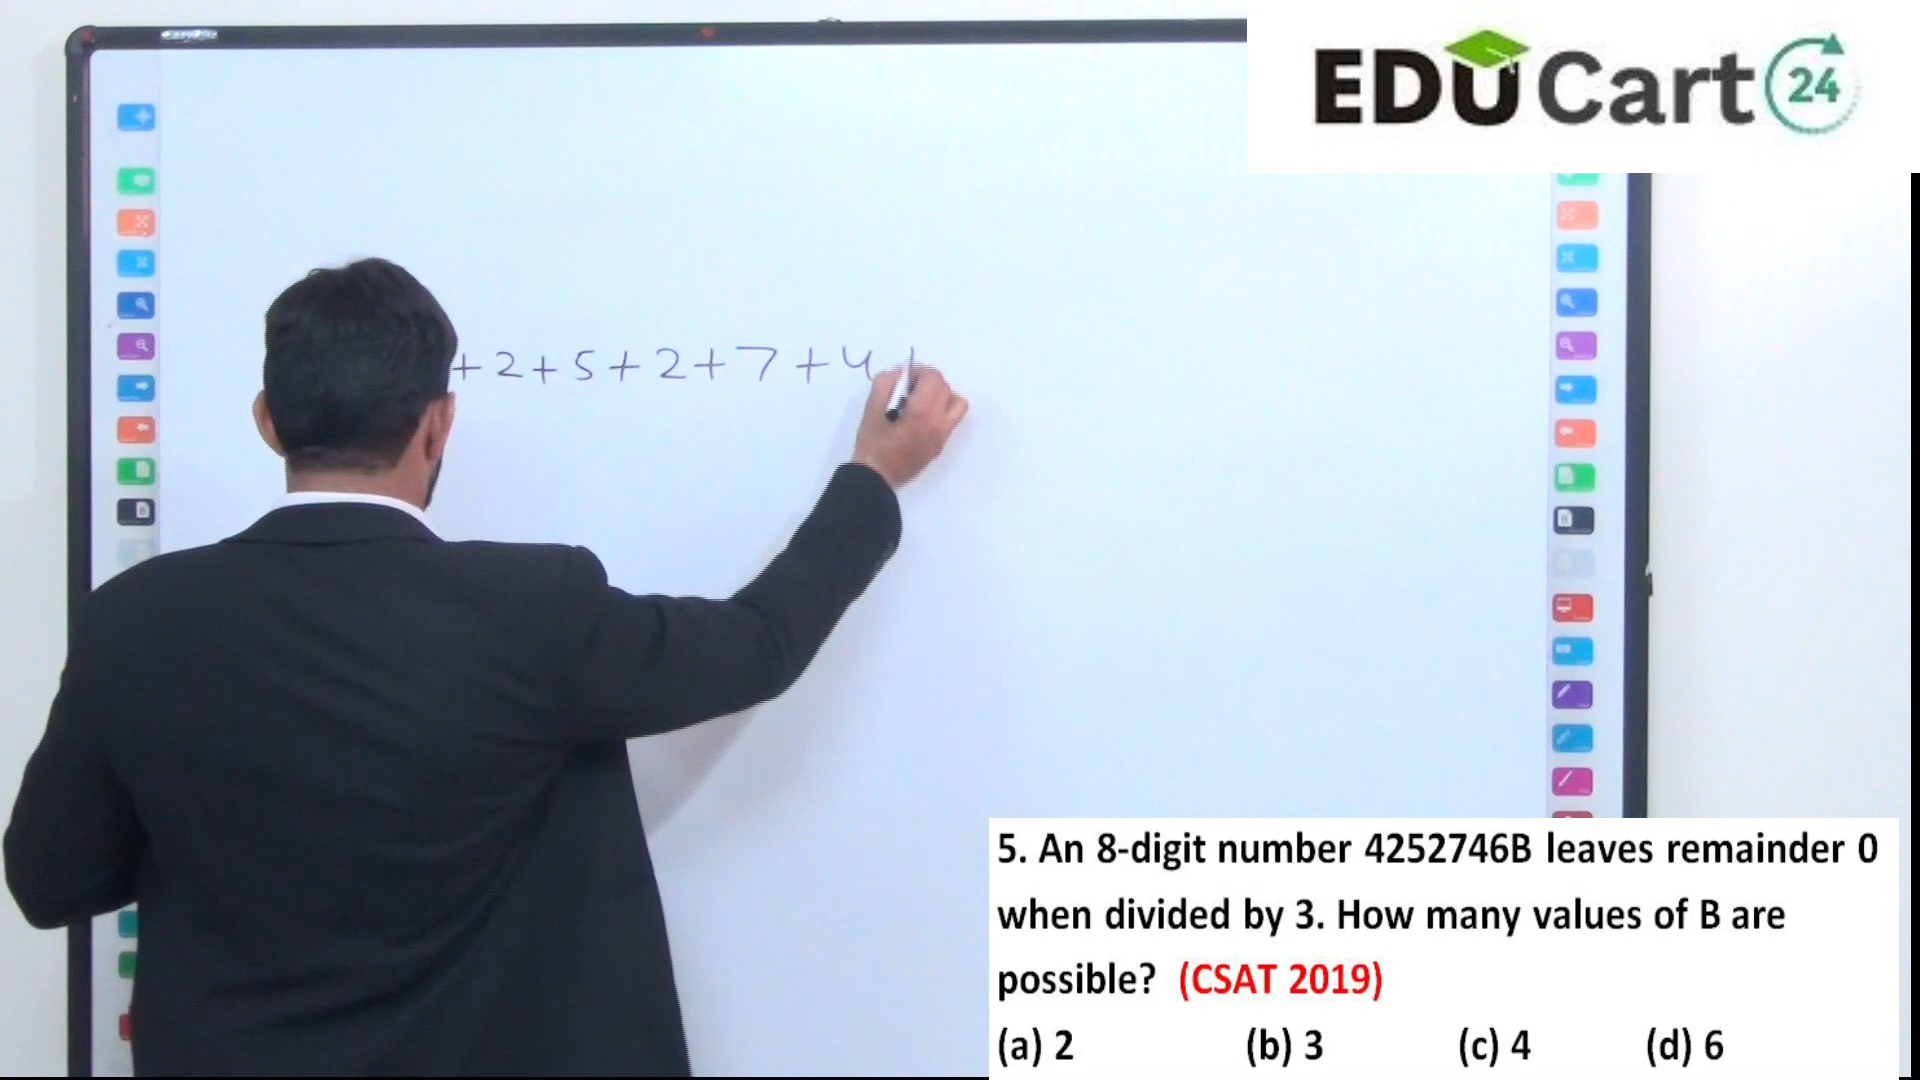 EDUCart 24
+2+5+2+7+4+
5. An 8-digit number 4252746B leaves remainder 0
when divided by 3. How many values of B are
possible? (CSAT 2019)
(a) 2 (b) 3 (c) 4 (d) 6